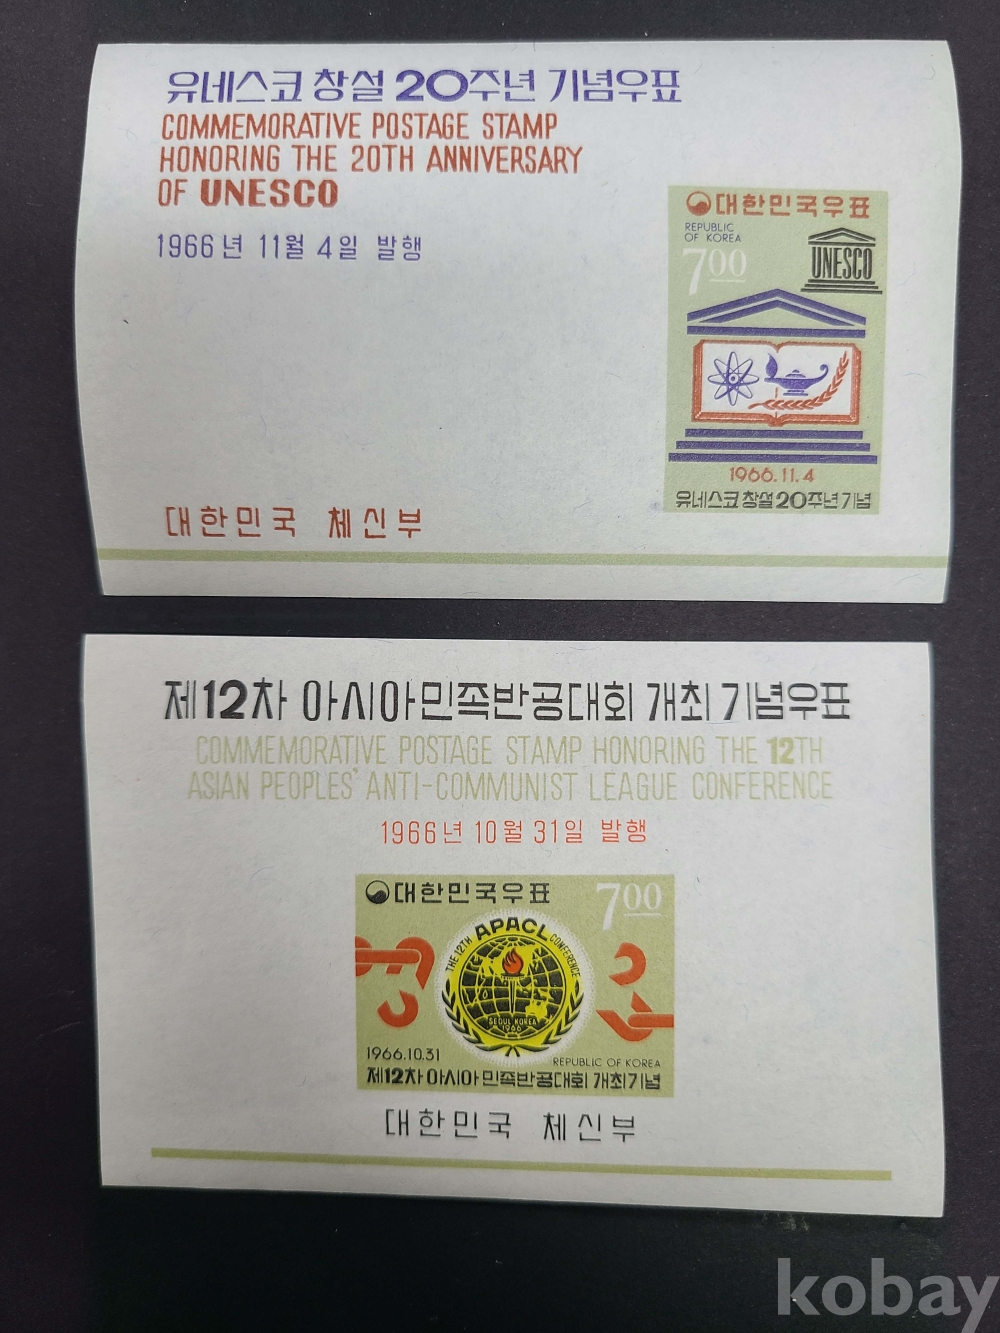 유네스코 창설 20주년 기념우표
COMMEMORATIVE POSTAGE STAMP
HONORING THE 20TH ANNIVERSARY
OF UNESCO
1966년 11월 4일 발행
대한민국우표
REPUBLIC
OF KOREA
7.00
UNESCO
1966.11.4
유네스코창설20주년기념
대한민국 체신부
제12차 아시아민족반공대회 개최 기념우표
COMMEMORATIVE POSTAGE STAMP HONORING THE 12TH
ASIAN PEOPLES' ANTI-COMMUNIST LEAGUE CONFERENCE
1966년 10월 31일 발행
대한민국우표
7.00
THE 12TH APACL CONFERENCE
SEOUL KOREA
1966
1966.10.31
REPUBLIC OF KOREA
제12차 아시아 민족반공대회 개최기념
대한민국 체신부
kobay